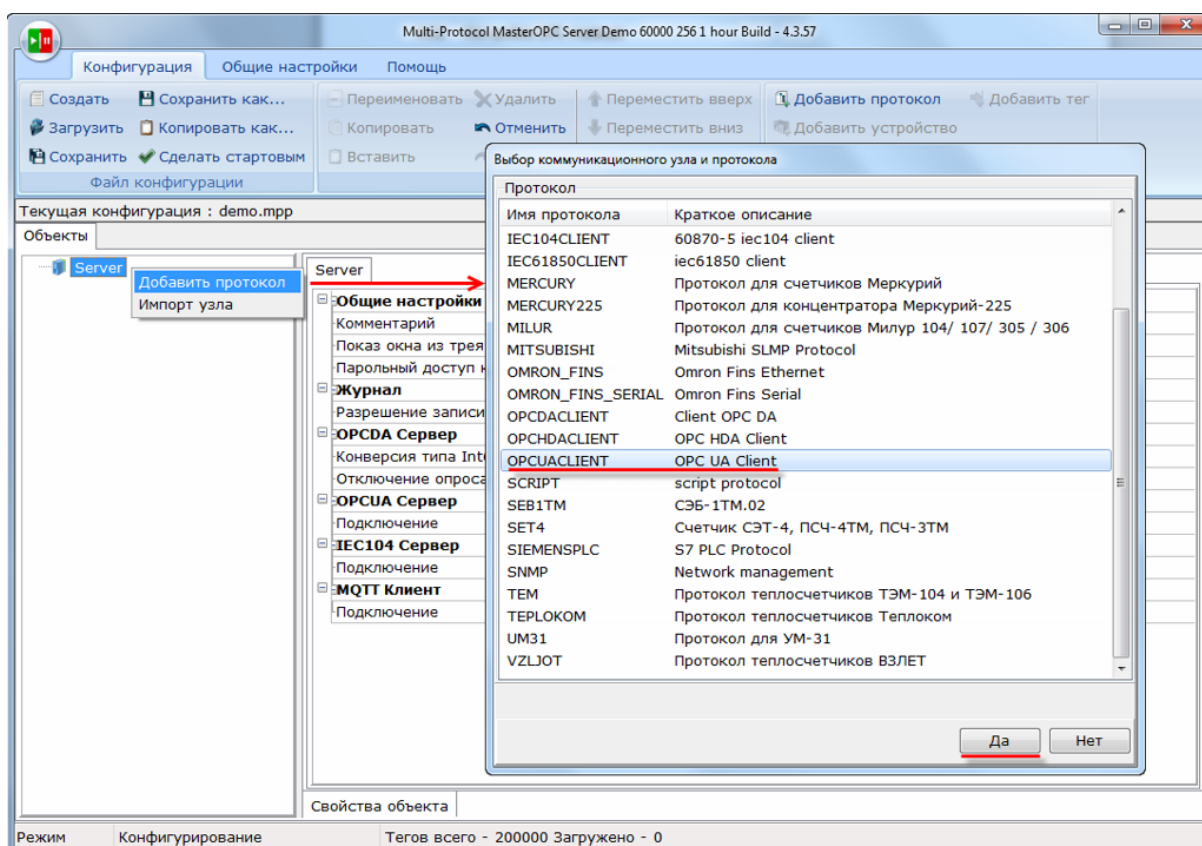 Multi-Protocol MasterOPC Server Demo 60000 256 1 hour Build - 4.3.57
Конфигурация Общие настройки Помощь
Создать Сохранить как... Переименовать Удалить Переместить вверх Добавить протокол Добавить тег
Загрузить Копировать как... Копировать Отменить Переместить вниз Добавить устройство
Сохранить Сделать стартовым Вставить
Файл конфигурации
Текущая конфигурация : demo.mpp
Объекты
Server
Добавить протокол
Импорт узла
Server
Общие настройки
Комментарий
Показ окна из трея
Парольный доступ
Журнал
Разрешение записи
OPCDA Сервер
Конверсия типа
Отключение опроса
OPCUA Сервер
Подключение
IEC104 Сервер
Подключение
MQTT Клиент
Подключение
Свойства объекта
Выбор коммуникационного узла и протокола
Протокол
Имя протокола Краткое описание
IEC104CLIENT 60870-5 iec104 client
IEC61850CLIENT iec61850 client
MERCURY Протокол для счетчиков Меркурий
MERCURY225 Протокол для концентратора Меркурий-225
MILUR Протокол для счетчиков Милур 104/ 107/ 305 / 306
MITSUBISHI Mitsubishi SLMP Protocol
OMRON_FINS Omron Fins Ethernet
OMRON_FINS_SERIAL Omron Fins Serial
OPCDACLIENT Client OPC DA
OPCHDACLIENT OPC HDA Client
OPCUACLIENT OPC UA Client
SCRIPT script protocol
SEB1TM СЭБ-1ТМ.02
SET4 Счетчик СЭТ-4, ПСЧ-4ТМ, ПСЧ-3ТМ
SIEMENSPLC S7 PLC Protocol
SNMP Network management
TEM Протокол теплосчетчиков ТЭМ-104 и ТЭМ-106
TEPLOKOM Протокол теплосчетчиков Теплоком
UM31 Протокол для УМ-31
VZLJOT Протокол теплосчетчиков ВЗЛЕТ
Да Нет
Режим Конфигурирование Тегов всего - 200000 Загружено - 0